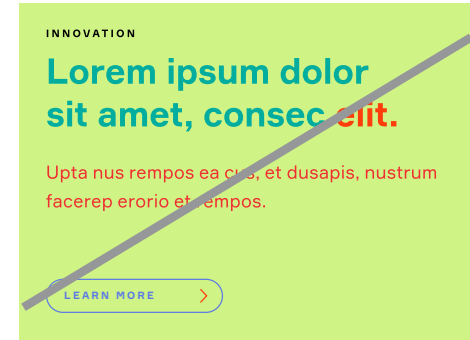 INNOVATION
Lorem ipsum dolor
sit amet, consec elit.
Upta nus rempos ea cus, et dusapis, nustrum
facerep erorio et rempos.
LEARN MORE